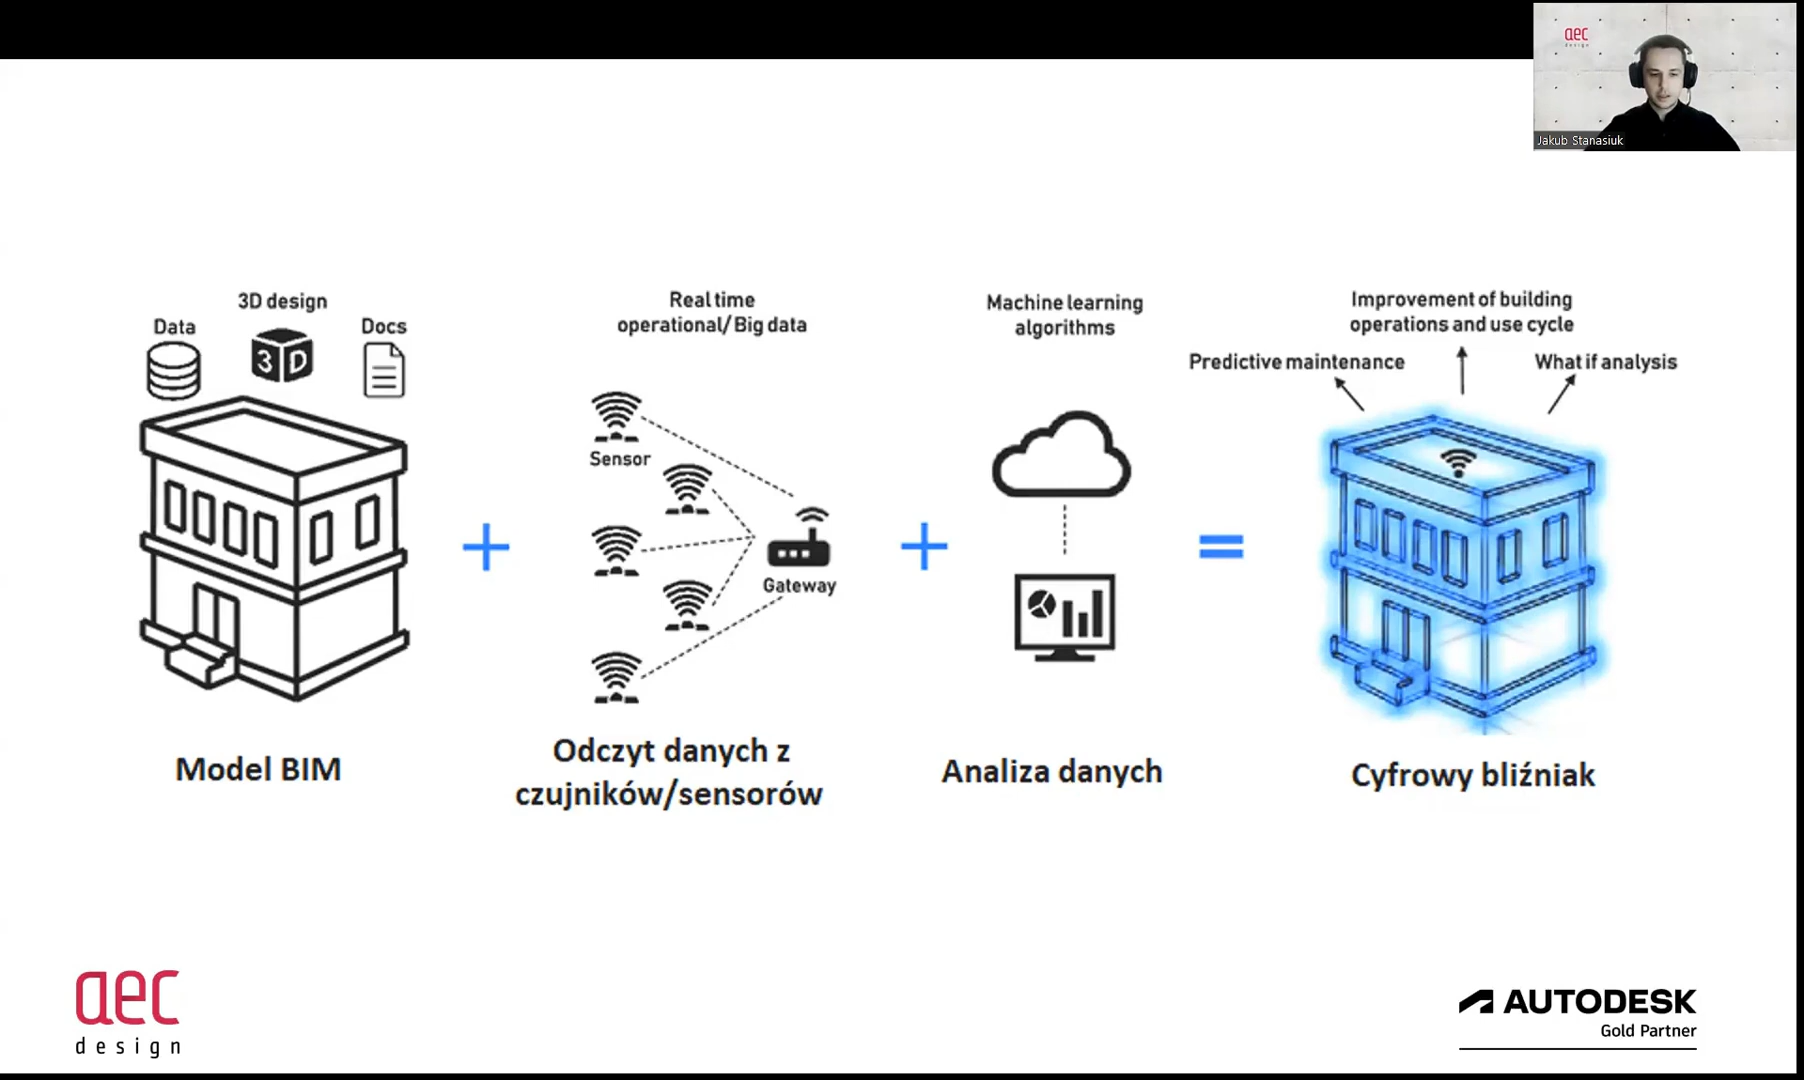 aec
design
Jakub Stanasiuk
3D design
Data
Docs
3D
Real time
operational/Big data
Sensor
Gateway
Machine learning
algorithms
Improvement of building
operations and use cycle
Predictive maintenance
What if analysis
Model BIM
Odczyt danych z
czujników/sensorów
Analiza danych
Cyfrowy bliźniak
aec
design
AUTODESK
Gold Partner